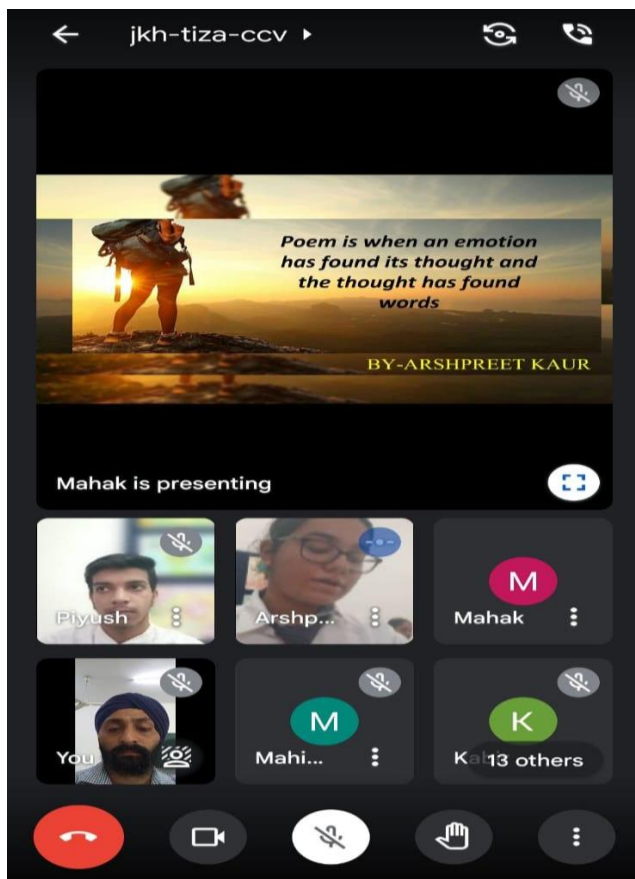 jkh-tiza-ccv
Poem is when an emotion
has found its thought and
the thought has found
words
BY-ARSHPREET KAUR
Mahak is presenting
Piyush
Arshp...
M
Mahak
You
M
Mahi...
K
13 others